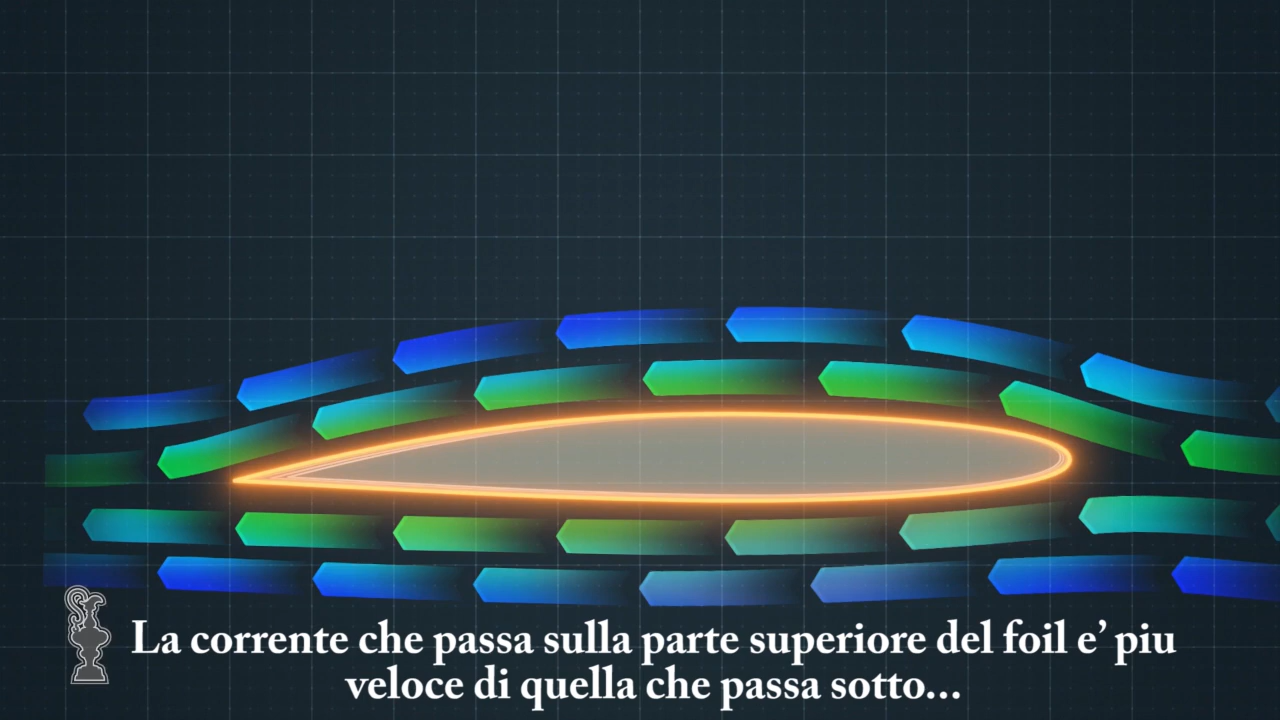 La corrente che passa sulla parte superiore del foil e’ piu
veloce di quella che passa sotto...